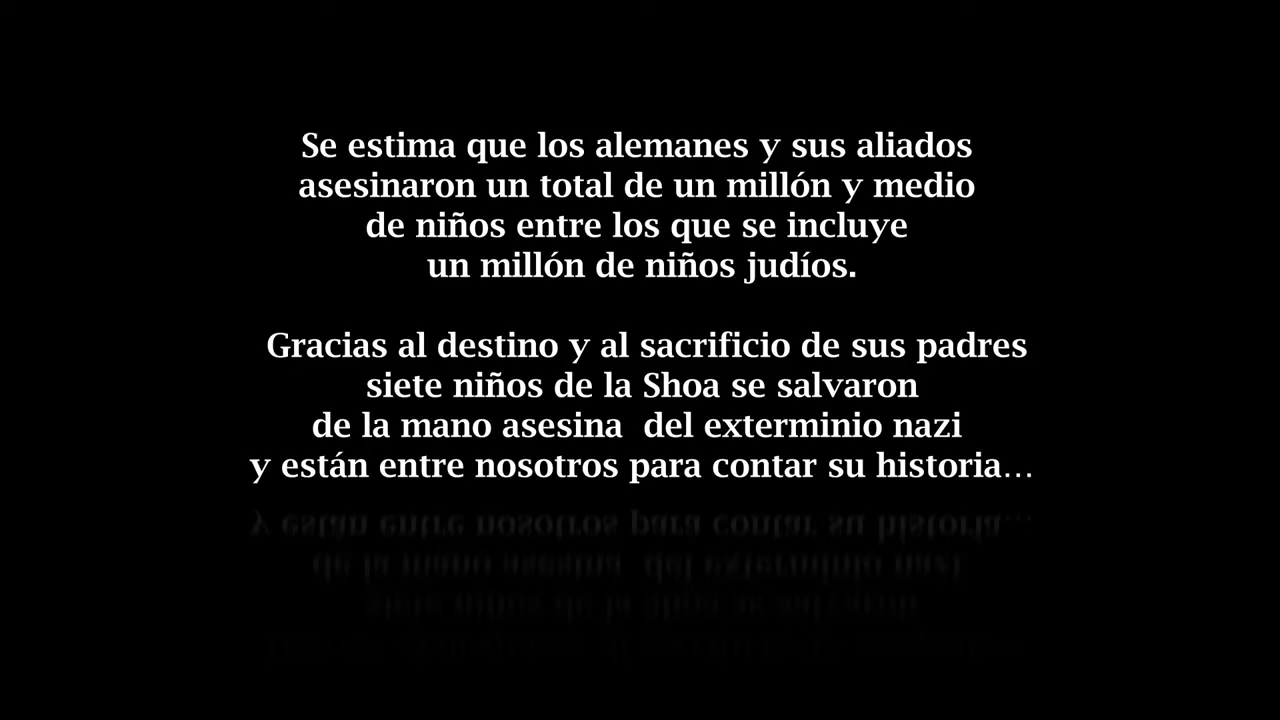 Se estima que los alemanes y sus aliados
asesinaron un total de un millón y medio
de niños entre los que se incluye
un millón de niños judíos.
Gracias al destino y al sacrificio de sus padres
siete niños de la Shoa se salvaron
de la mano asesina  del exterminio nazi
y están entre nosotros para contar su historia...